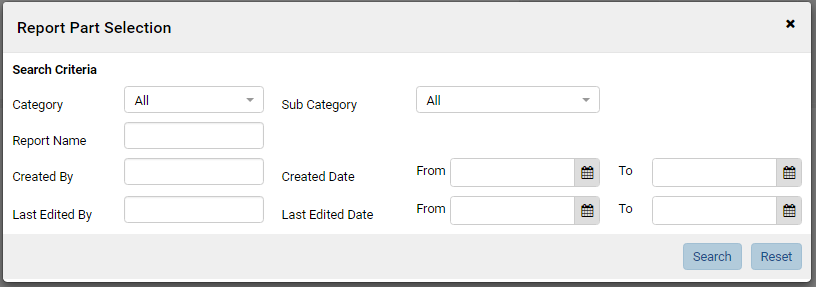 Report Part Selection
Search Criteria
Category All Sub Category All
Report Name
Created By Created Date From To
Last Edited By Last Edited Date From To
Search Reset